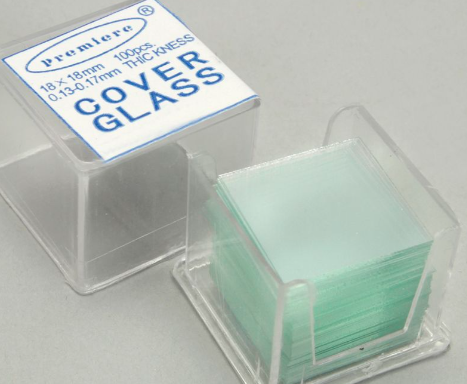 Premiere ®
18 x 18mm 100pcs.
0.13-0.17mm THICKNESS
COVER
GLASS